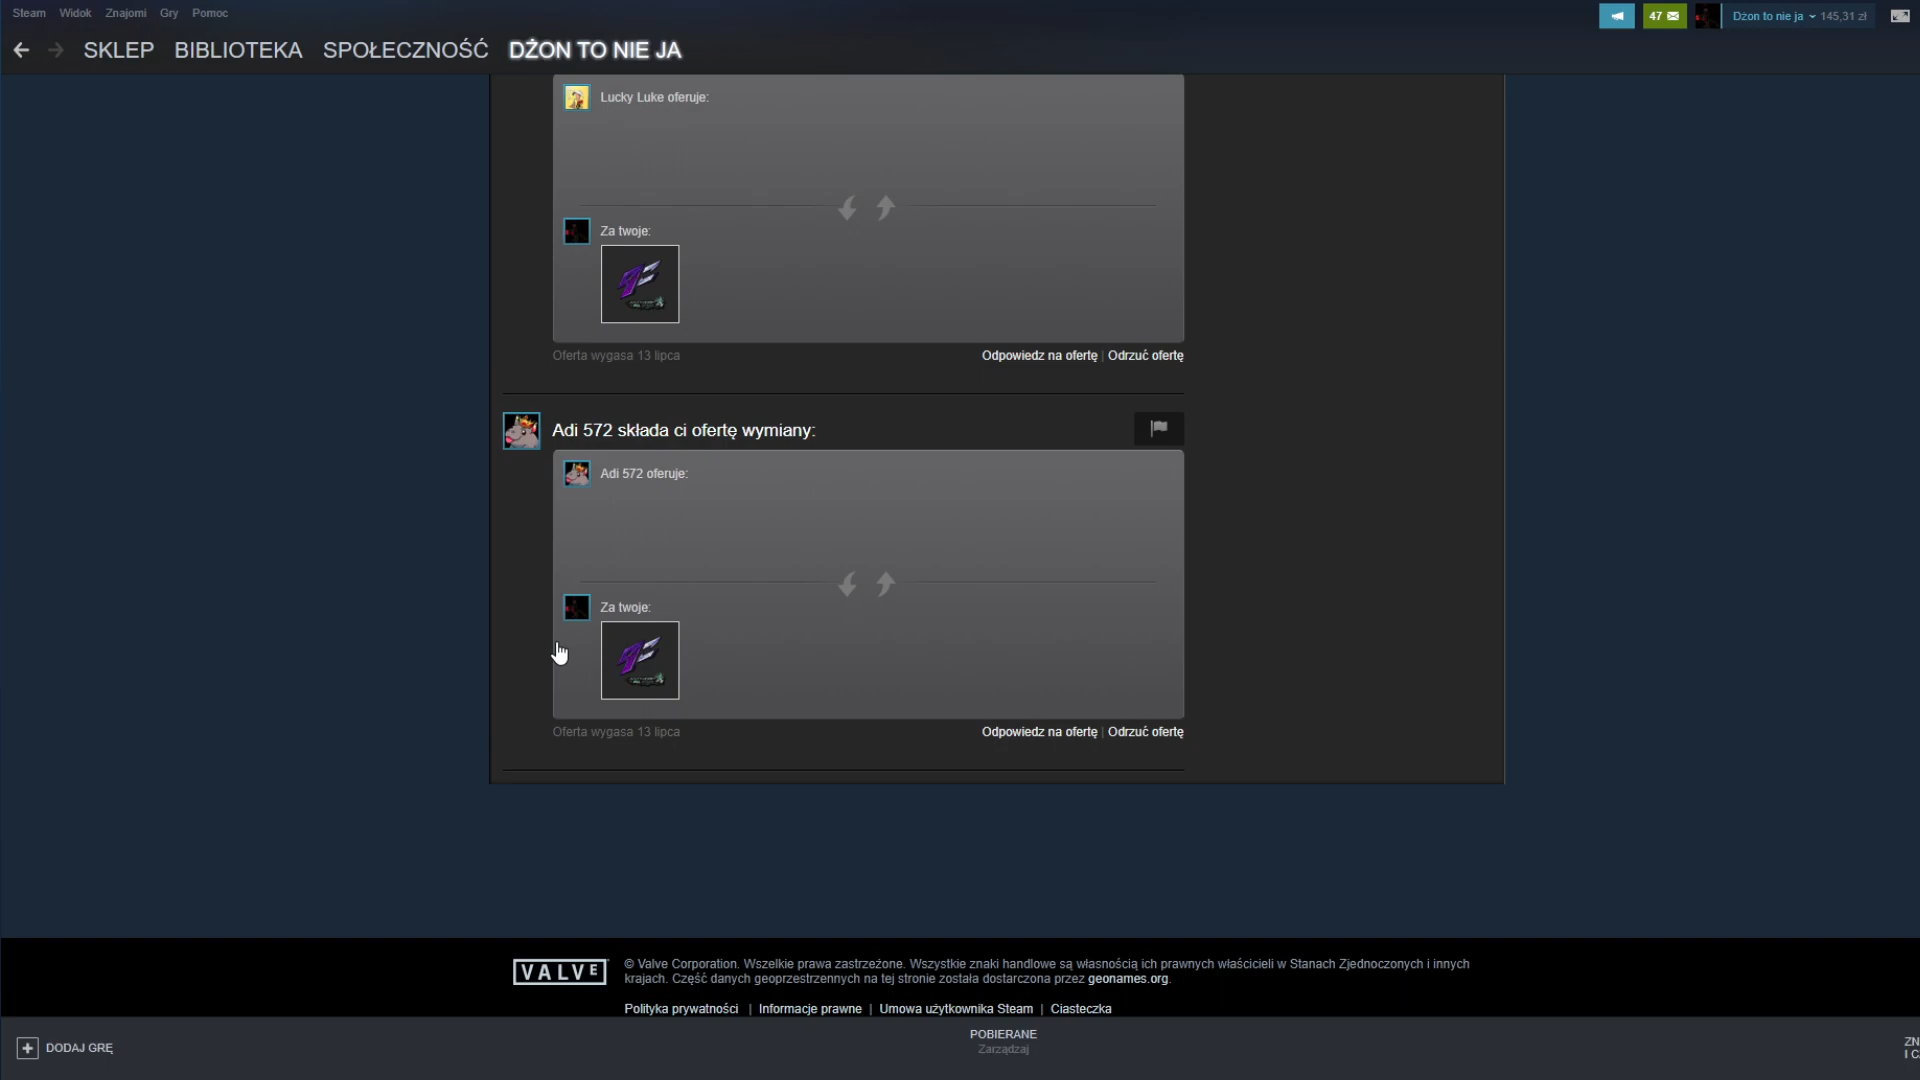 Steam Widok Znajomi Gry Pomoc
47
Dżon to nie ja 145,31 zł
SKLEP BIBLIOTEKA SPOŁECZNOŚĆ DŻON TO NIE JA
Lucky Luke oferuje:
Za twoje:
Oferta wygasa 13 lipca
Odpowiedz na ofertę | Odrzuć ofertę
Adi 572 składa ci ofertę wymiany:
Adi 572 oferuje:
Za twoje:
Oferta wygasa 13 lipca
Odpowiedz na ofertę | Odrzuć ofertę
VALVE
© Valve Corporation. Wszelkie prawa zastrzeżone. Wszystkie znaki handlowe są własnością ich prawnych właścicieli w Stanach Zjednoczonych i innych
krajach. Część danych geoprzestrzennych na tej stronie została dostarczona przez geonames.org.
Polityka prywatności | Informacje prawne | Umowa użytkownika Steam | Ciasteczka
DODAJ GRĘ
POBIERANE
Zarządzaj
ZN
I C